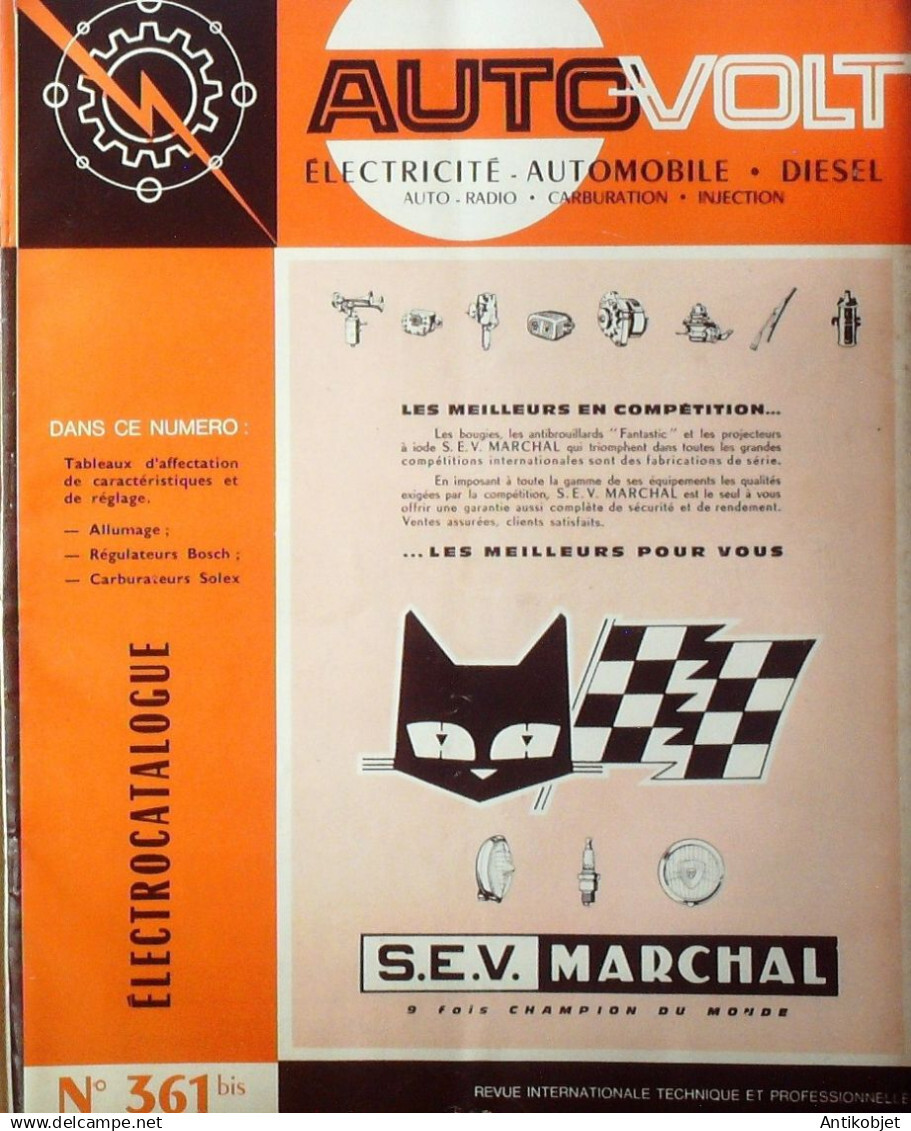 AUTO-VOLT
ÉLECTRICITÉ - AUTOMOBILE • DIESEL
AUTO - RADIO • CARBURATION • INJECTION
DANS CE NUMERO :
Tableaux d'affectation
de caractéristiques et
de réglage.
— Allumage ;
— Régulateurs Bosch ;
— Carburateurs Solex
ÉLECTROCATALOGUE
N° 361 bis
LES MEILLEURS EN COMPÉTITION...
Les bougies, les antibrouillards "Fantastic" et les projecteurs
à iode S.E.V. MARCHAL qui triomphent dans toutes les grandes
compétitions internationales sont des fabrications de série.
En imposant à toute la gamme de ses équipements les qualités
exigées par la compétition, S.E.V. MARCHAL est le seul à vous
offrir une garantie aussi complète de sécurité et de rendement.
Ventes assurées, clients satisfaits.
...LES MEILLEURS POUR VOUS
S.E.V. MARCHAL
9 fois CHAMPION DU MONDE
REVUE INTERNATIONALE TECHNIQUE ET PROFESSIONNELLE
Antikobjet